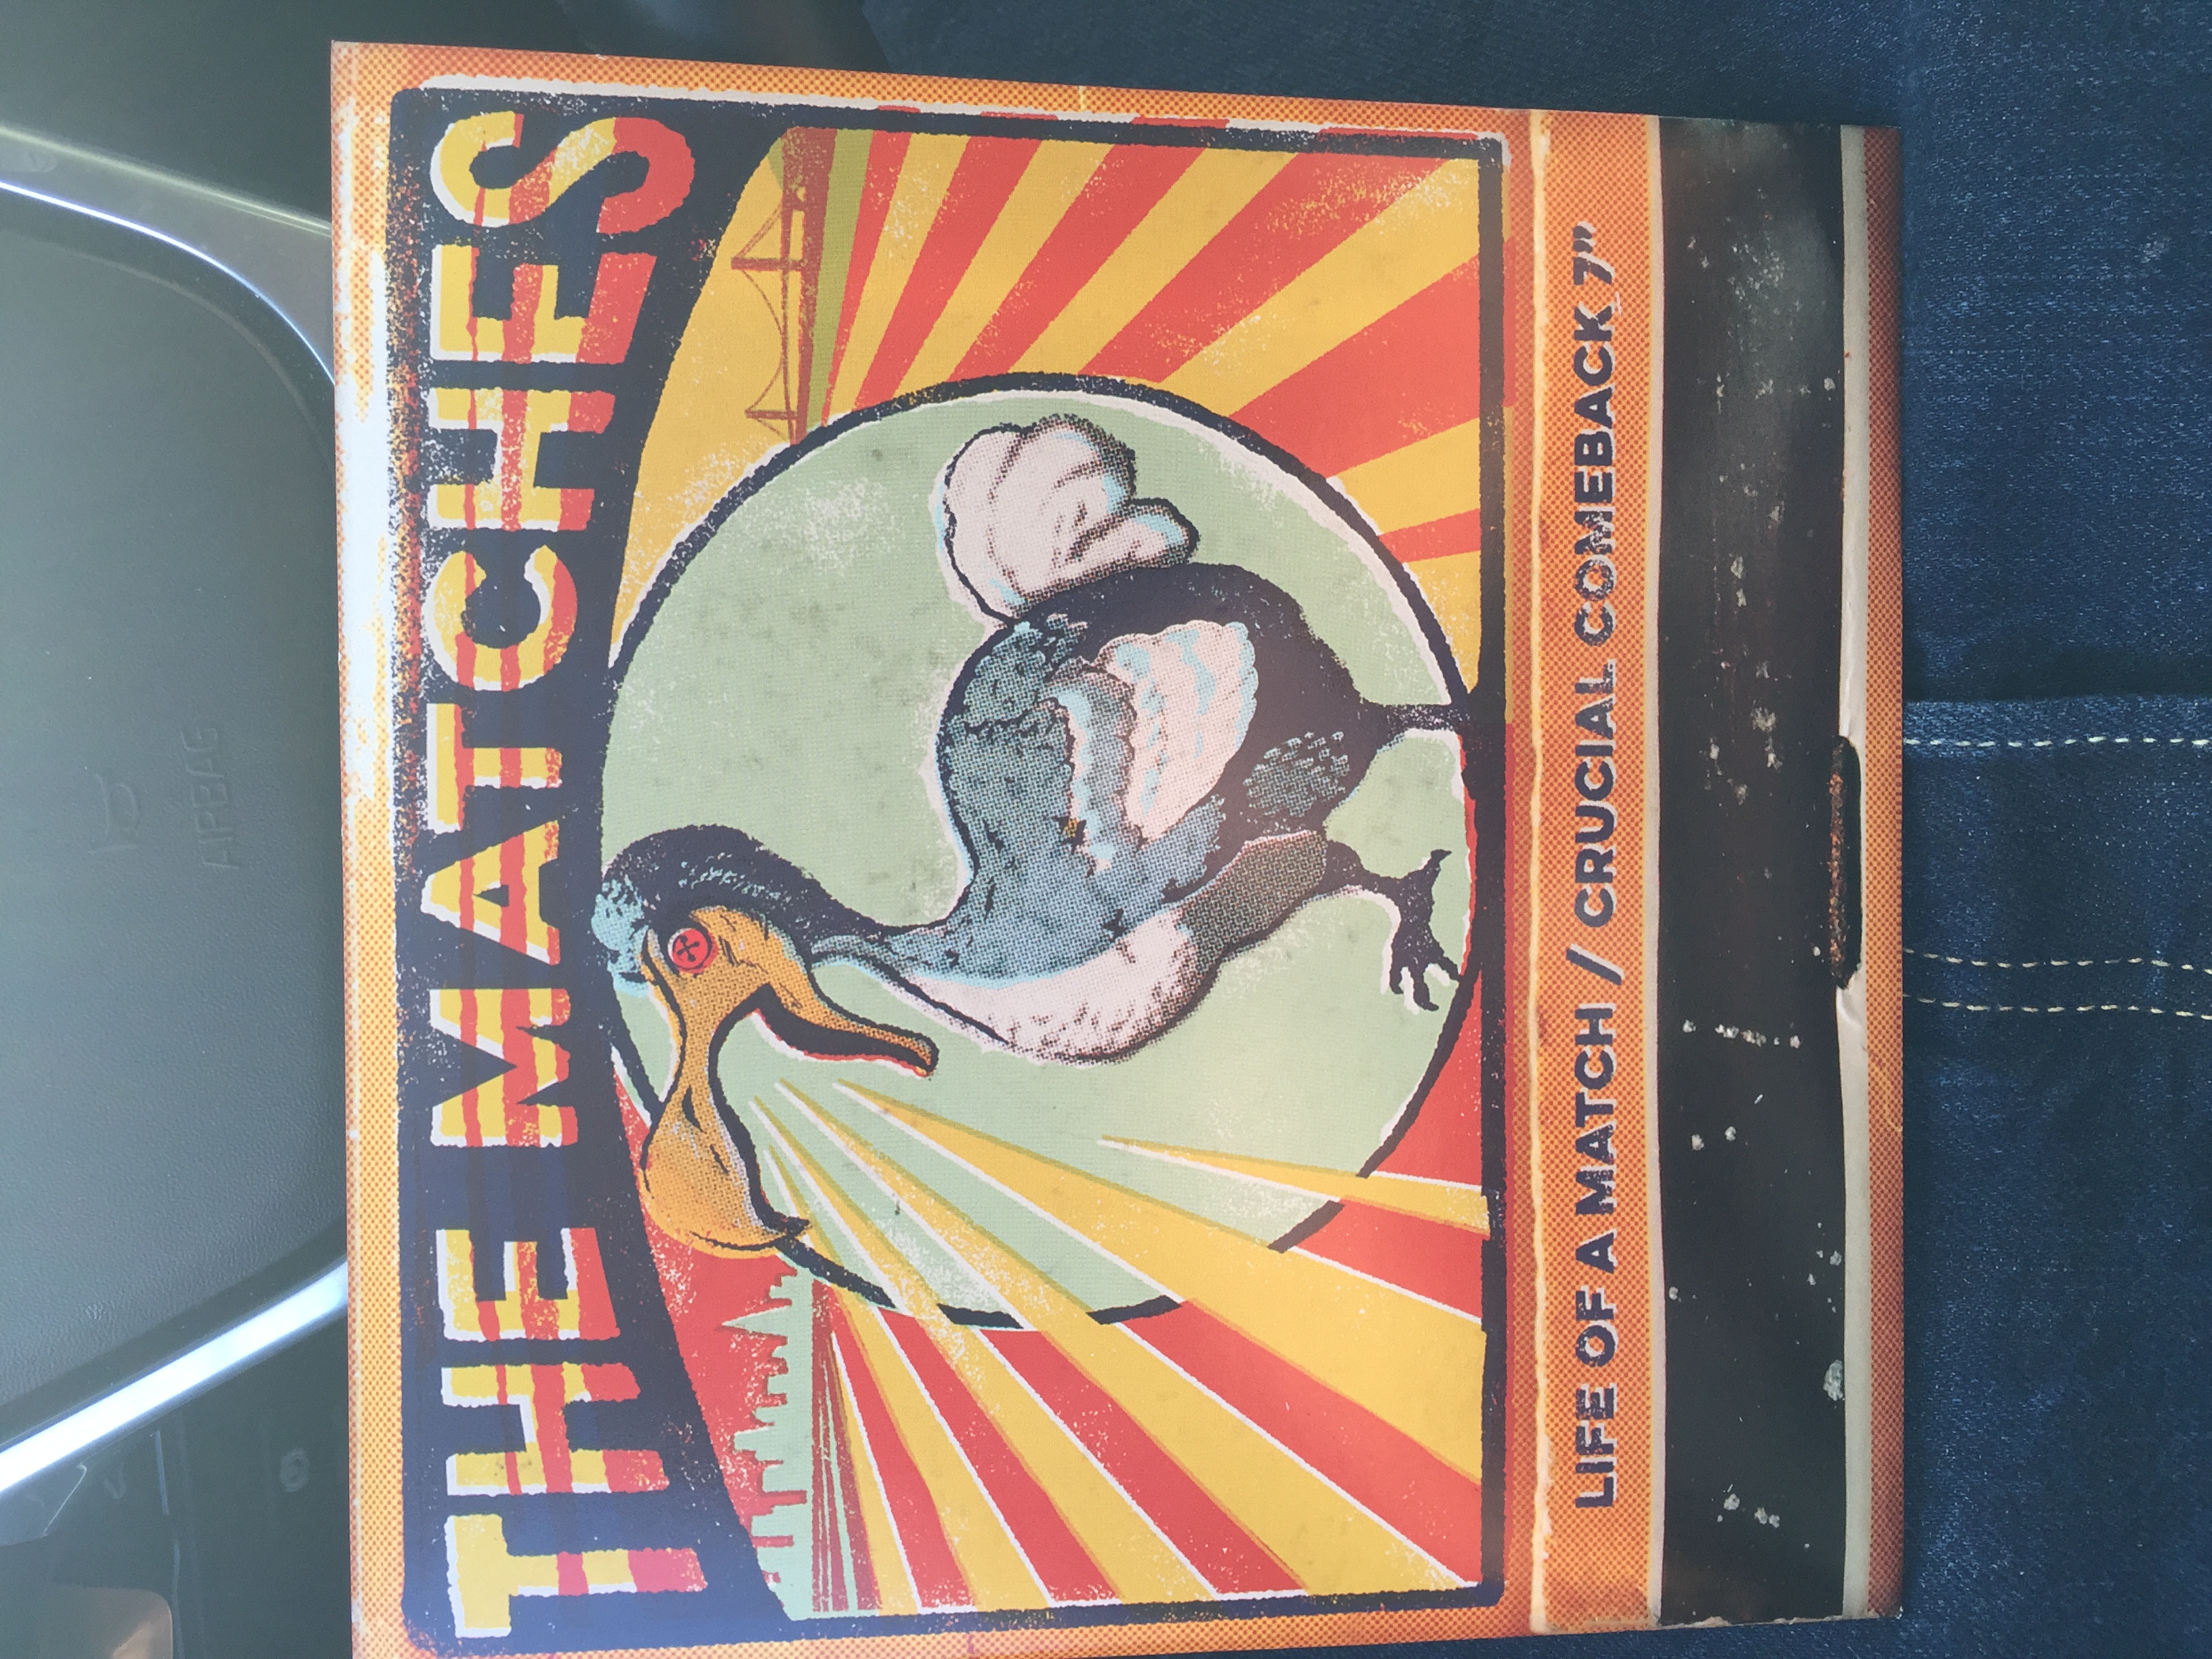 THE MATCHES
LIFE OF A MATCH / CRUCIAL COMEBACK 7"
AIRBAG